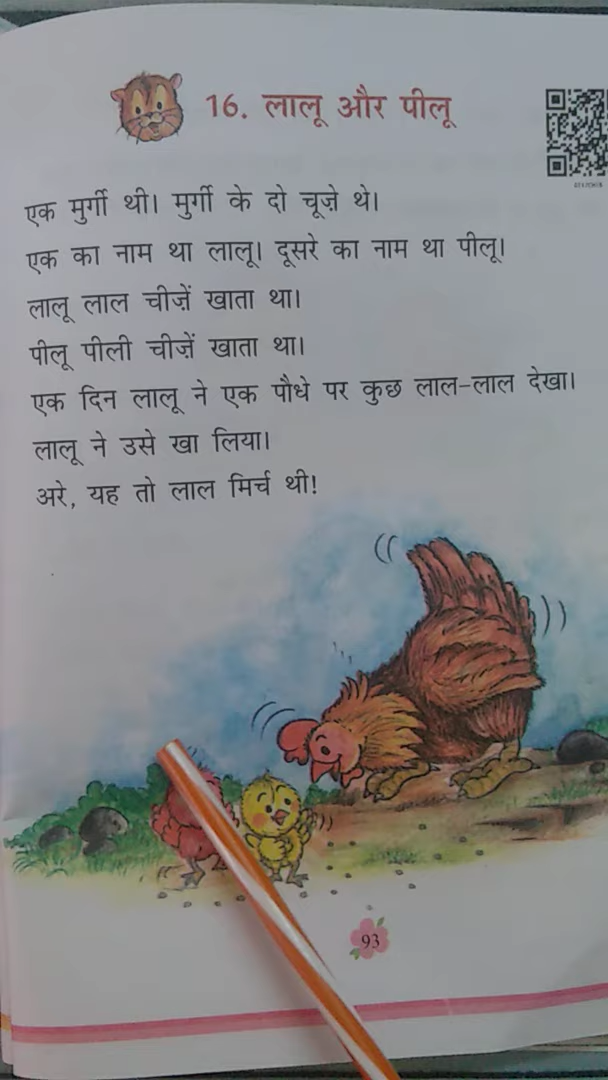 16. लालू और पीलू
एक मुर्गी थी। मुर्गी के दो चूज़े थे।
एक का नाम था लालू। दूसरे का नाम था पीलू।
लालू लाल चीज़ें खाता था।
पीलू पीली चीज़ें खाता था।
एक दिन लालू ने एक पौधे पर कुछ लाल-लाल देखा।
लालू ने उसे खा लिया।
अरे, यह तो लाल मिर्च थी!
93